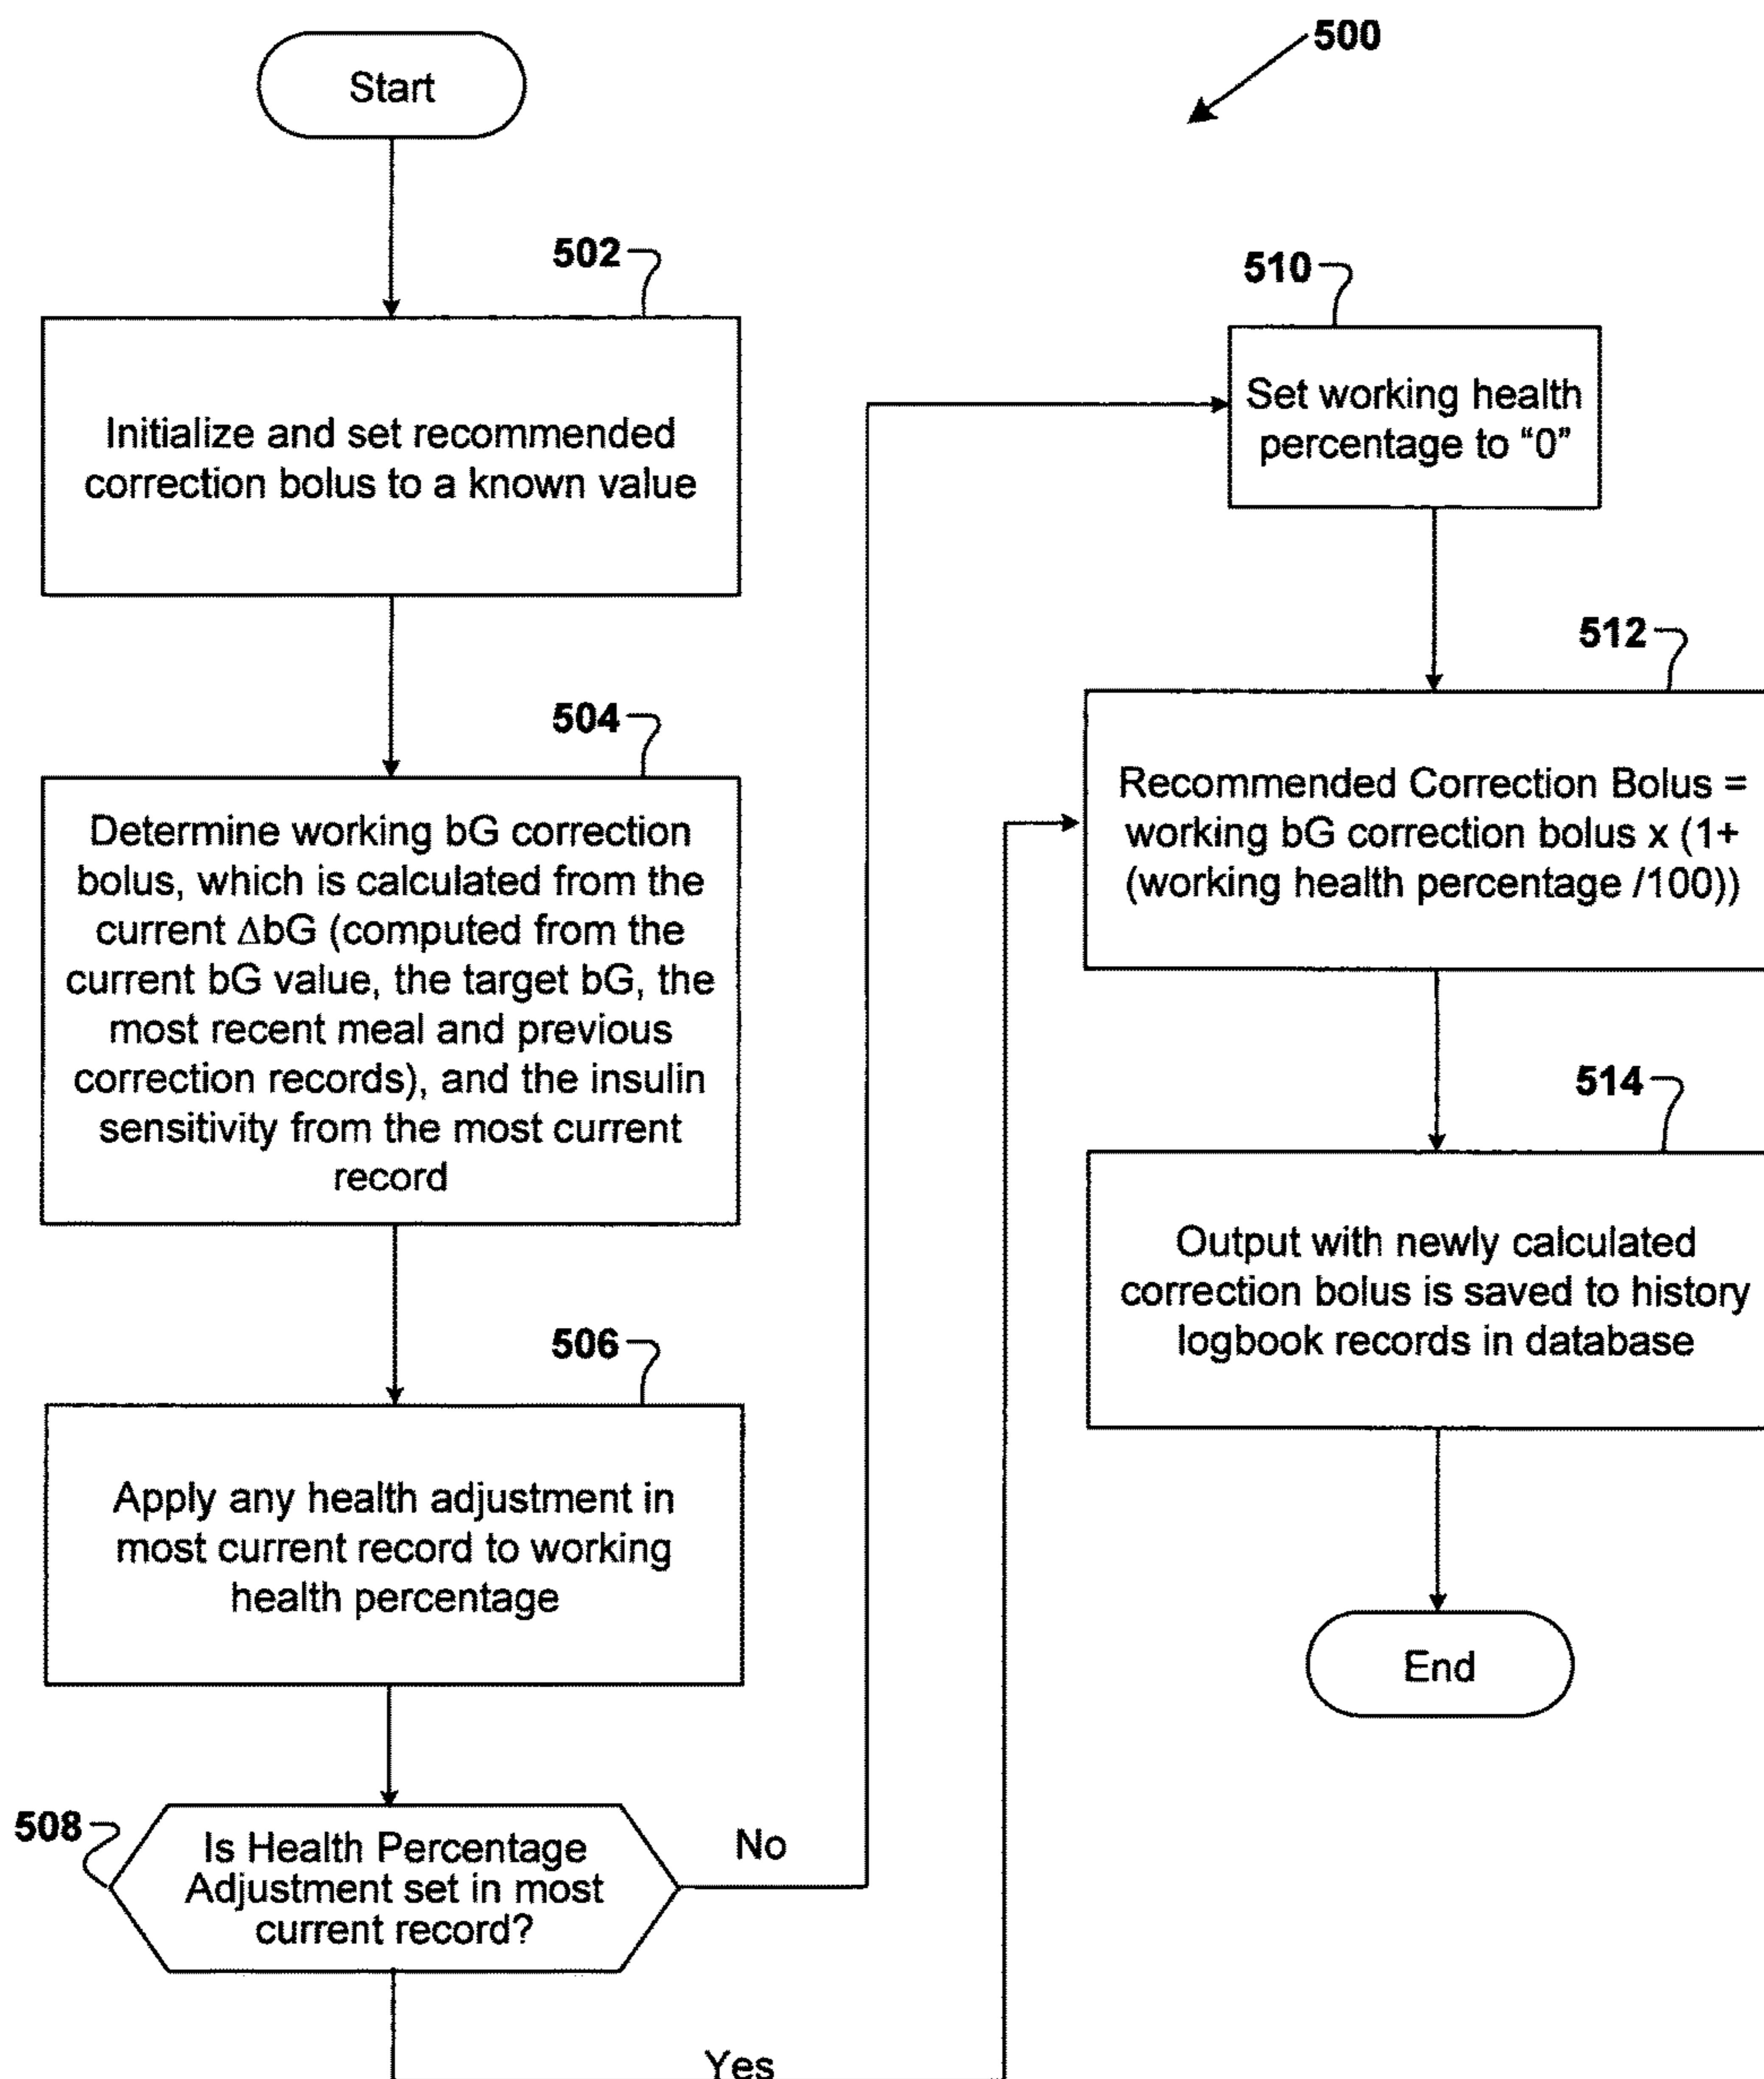 500
Start
502
Initialize and set recommended
correction bolus to a known value
504
Determine working bG correction
bolus, which is calculated from the
current ΔbG (computed from the
current bG value, the target bG, the
most recent meal and previous
correction records), and the insulin
sensitivity from the most current
record
506
Apply any health adjustment in
most current record to working
health percentage
508
Is Health Percentage
Adjustment set in most
current record?
No
Yes
510
Set working health
percentage to “0”
512
Recommended Correction Bolus =
working bG correction bolus x (1+
(working health percentage /100))
514
Output with newly calculated
correction bolus is saved to history
logbook records in database
End